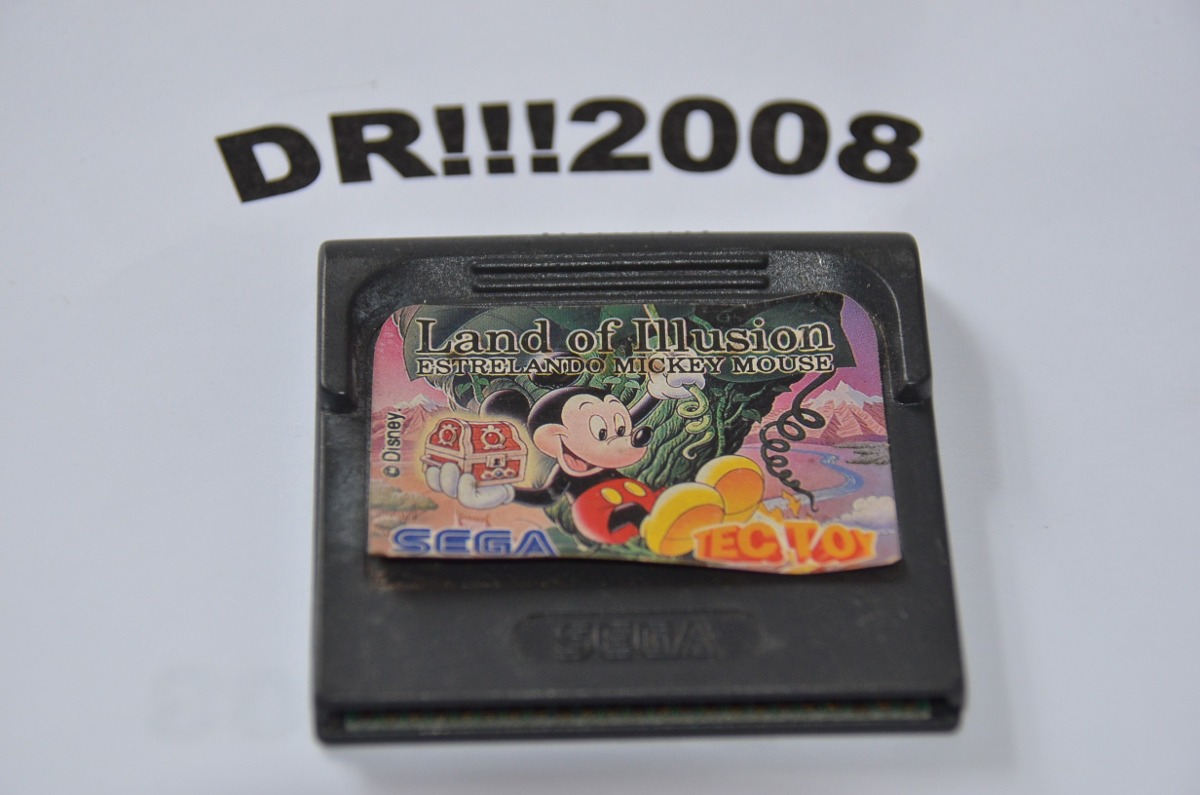 DR!!!2008
Land of Illusion
ESTRELANDO MICKEY MOUSE
© Disney.
SEGA TEC TOY
SEGA